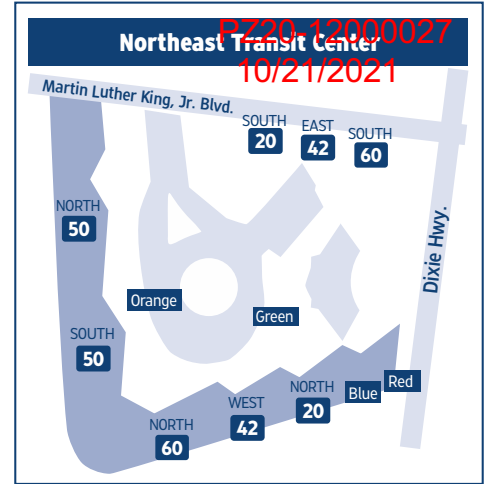 Northeast Transit Center
PZ20-12000027
10/21/2021
Martin Luther King, Jr. Blvd.
SOUTH
20
EAST
42
SOUTH
60
NORTH
50
Dixie Hwy.
Orange
Green
SOUTH
50
NORTH
60
WEST
42
NORTH
20
Blue
Red